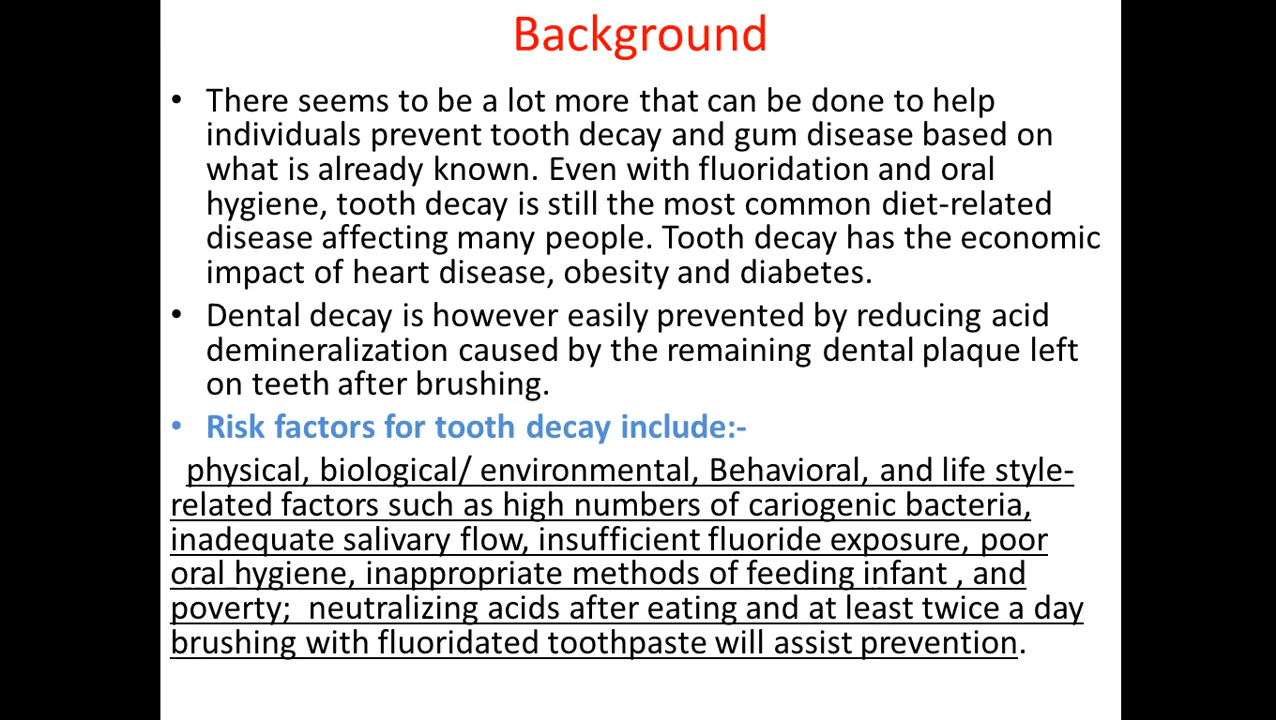 Background
• There seems to be a lot more that can be done to help
individuals prevent tooth decay and gum disease based on
what is already known. Even with fluoridation and oral
hygiene, tooth decay is still the most common diet-related
disease affecting many people. Tooth decay has the economic
impact of heart disease, obesity and diabetes.
• Dental decay is however easily prevented by reducing acid
demineralization caused by the remaining dental plaque left
on teeth after brushing.
• Risk factors for tooth decay include:-
physical, biological/ environmental, Behavioral, and life style-
related factors such as high numbers of cariogenic bacteria,
inadequate salivary flow, insufficient fluoride exposure, poor
oral hygiene, inappropriate methods of feeding infant , and
poverty;  neutralizing acids after eating and at least twice a day
brushing with fluoridated toothpaste will assist prevention.